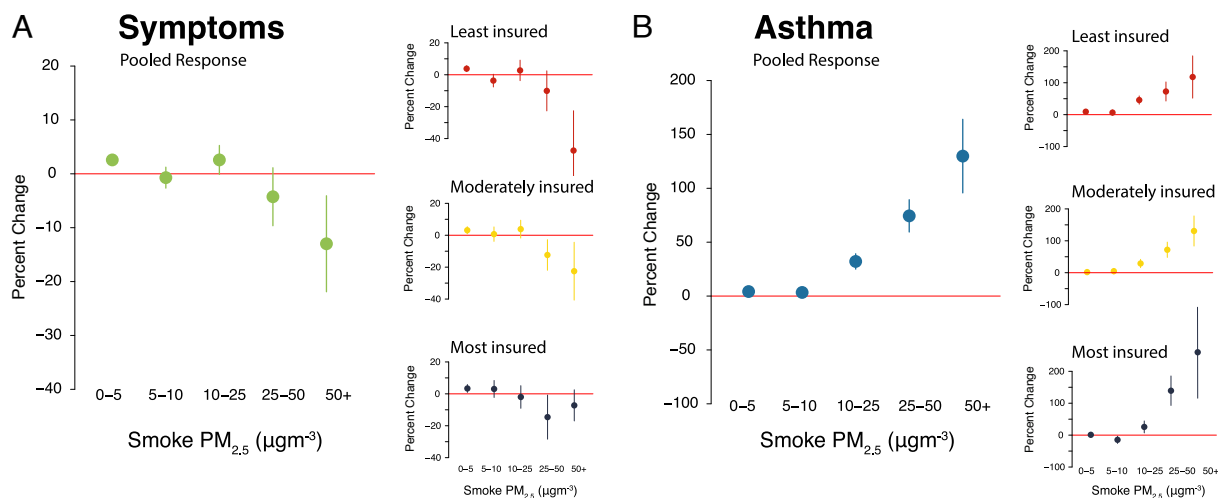 A
Symptoms
Pooled Response
Percent Change
20
10
0
−10
−20
−30
−40
0−5
5−10
10−25
25−50
50+
Smoke PM2.5 (µgm-3)
Least insured
Percent Change
20
0
−20
−40
Moderately insured
Percent Change
20
0
−20
−40
Most insured
Percent Change
20
0
−20
−40
0−5
5−10
10−25
25−50
50+
Smoke PM2.5 (µgm-3)
B
Asthma
Pooled Response
Percent Change
200
150
100
50
0
−50
−100
0−5
5−10
10−25
25−50
50+
Smoke PM2.5 (µgm-3)
Least insured
Percent Change
200
100
0
−100
Moderately insured
Percent Change
200
100
0
−100
Most insured
Percent Change
200
100
0
−100
0−5
5−10
10−25
25−50
50+
Smoke PM2.5 (µgm-3)